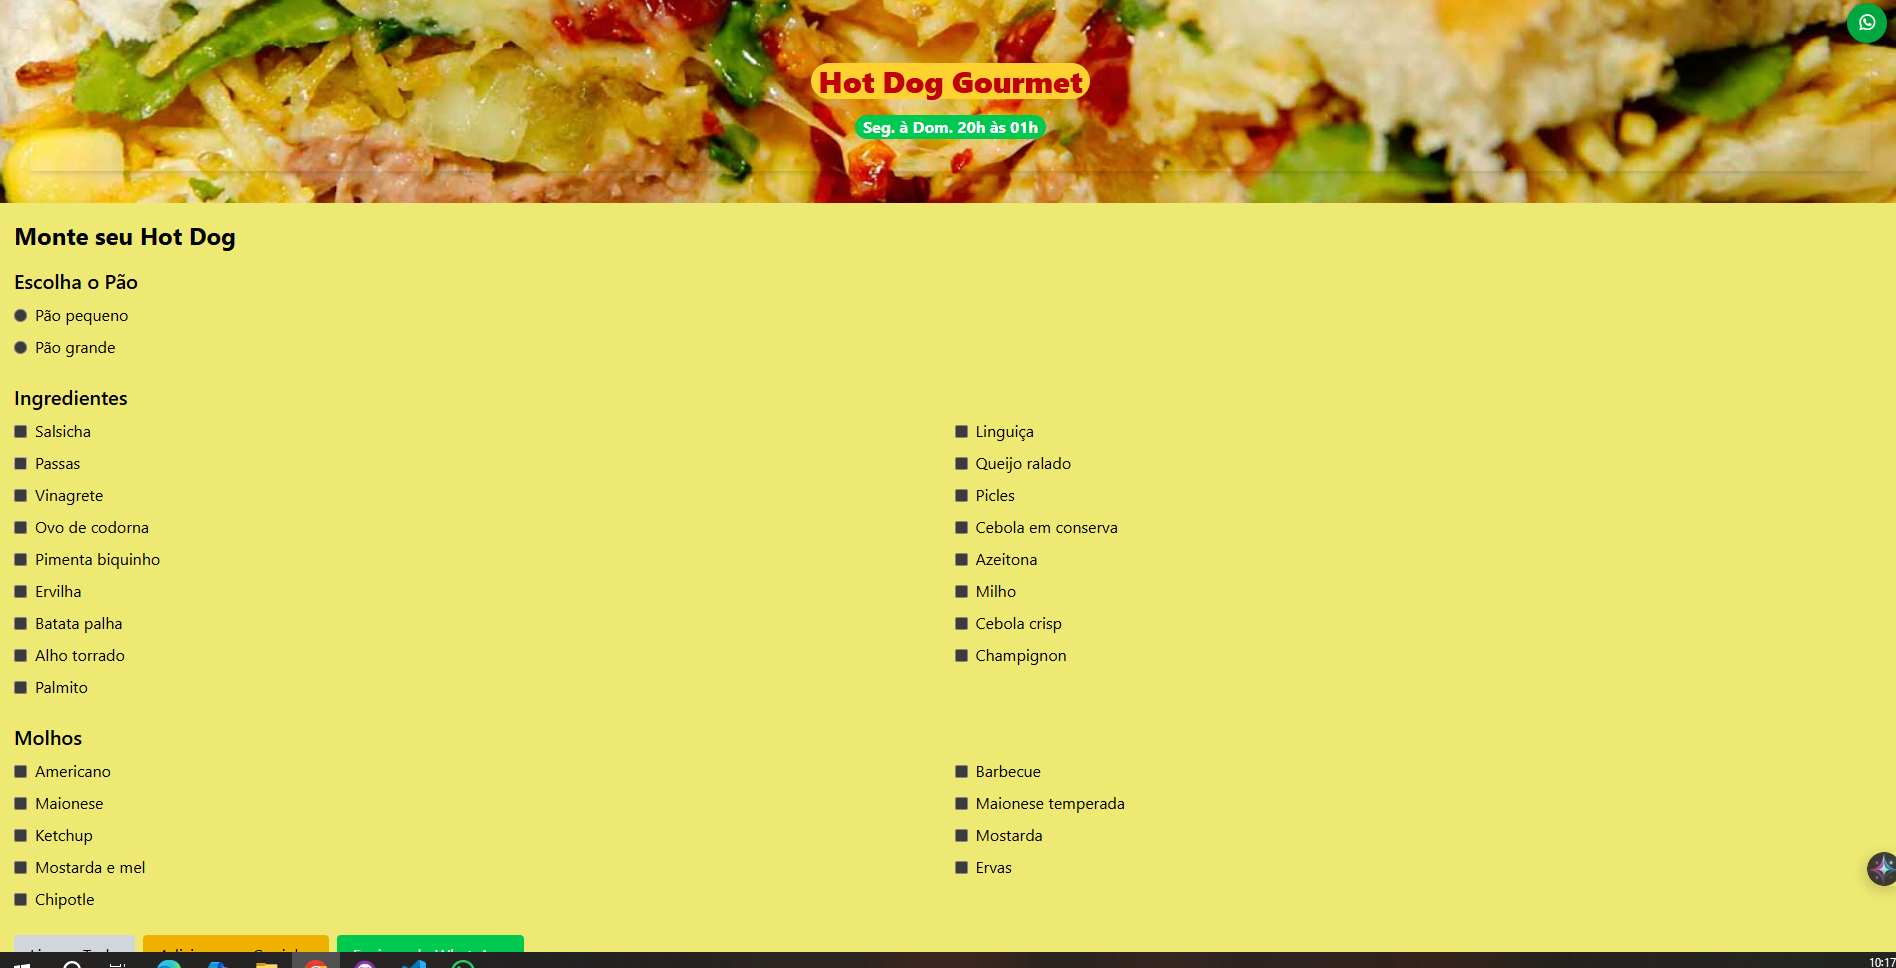 Hot Dog Gourmet
Seg. à Dom. 20h às 01h
Monte seu Hot Dog
Escolha o Pão
Pão pequeno
Pão grande
Ingredientes
Salsicha
Linguiça
Passas
Queijo ralado
Vinagrete
Picles
Ovo de codorna
Cebola em conserva
Pimenta biquinho
Azeitona
Ervilha
Milho
Batata palha
Cebola crisp
Alho torrado
Champignon
Palmito
Molhos
Americano
Barbecue
Maionese
Maionese temperada
Ketchup
Mostarda
Mostarda e mel
Ervas
Chipotle
10:17